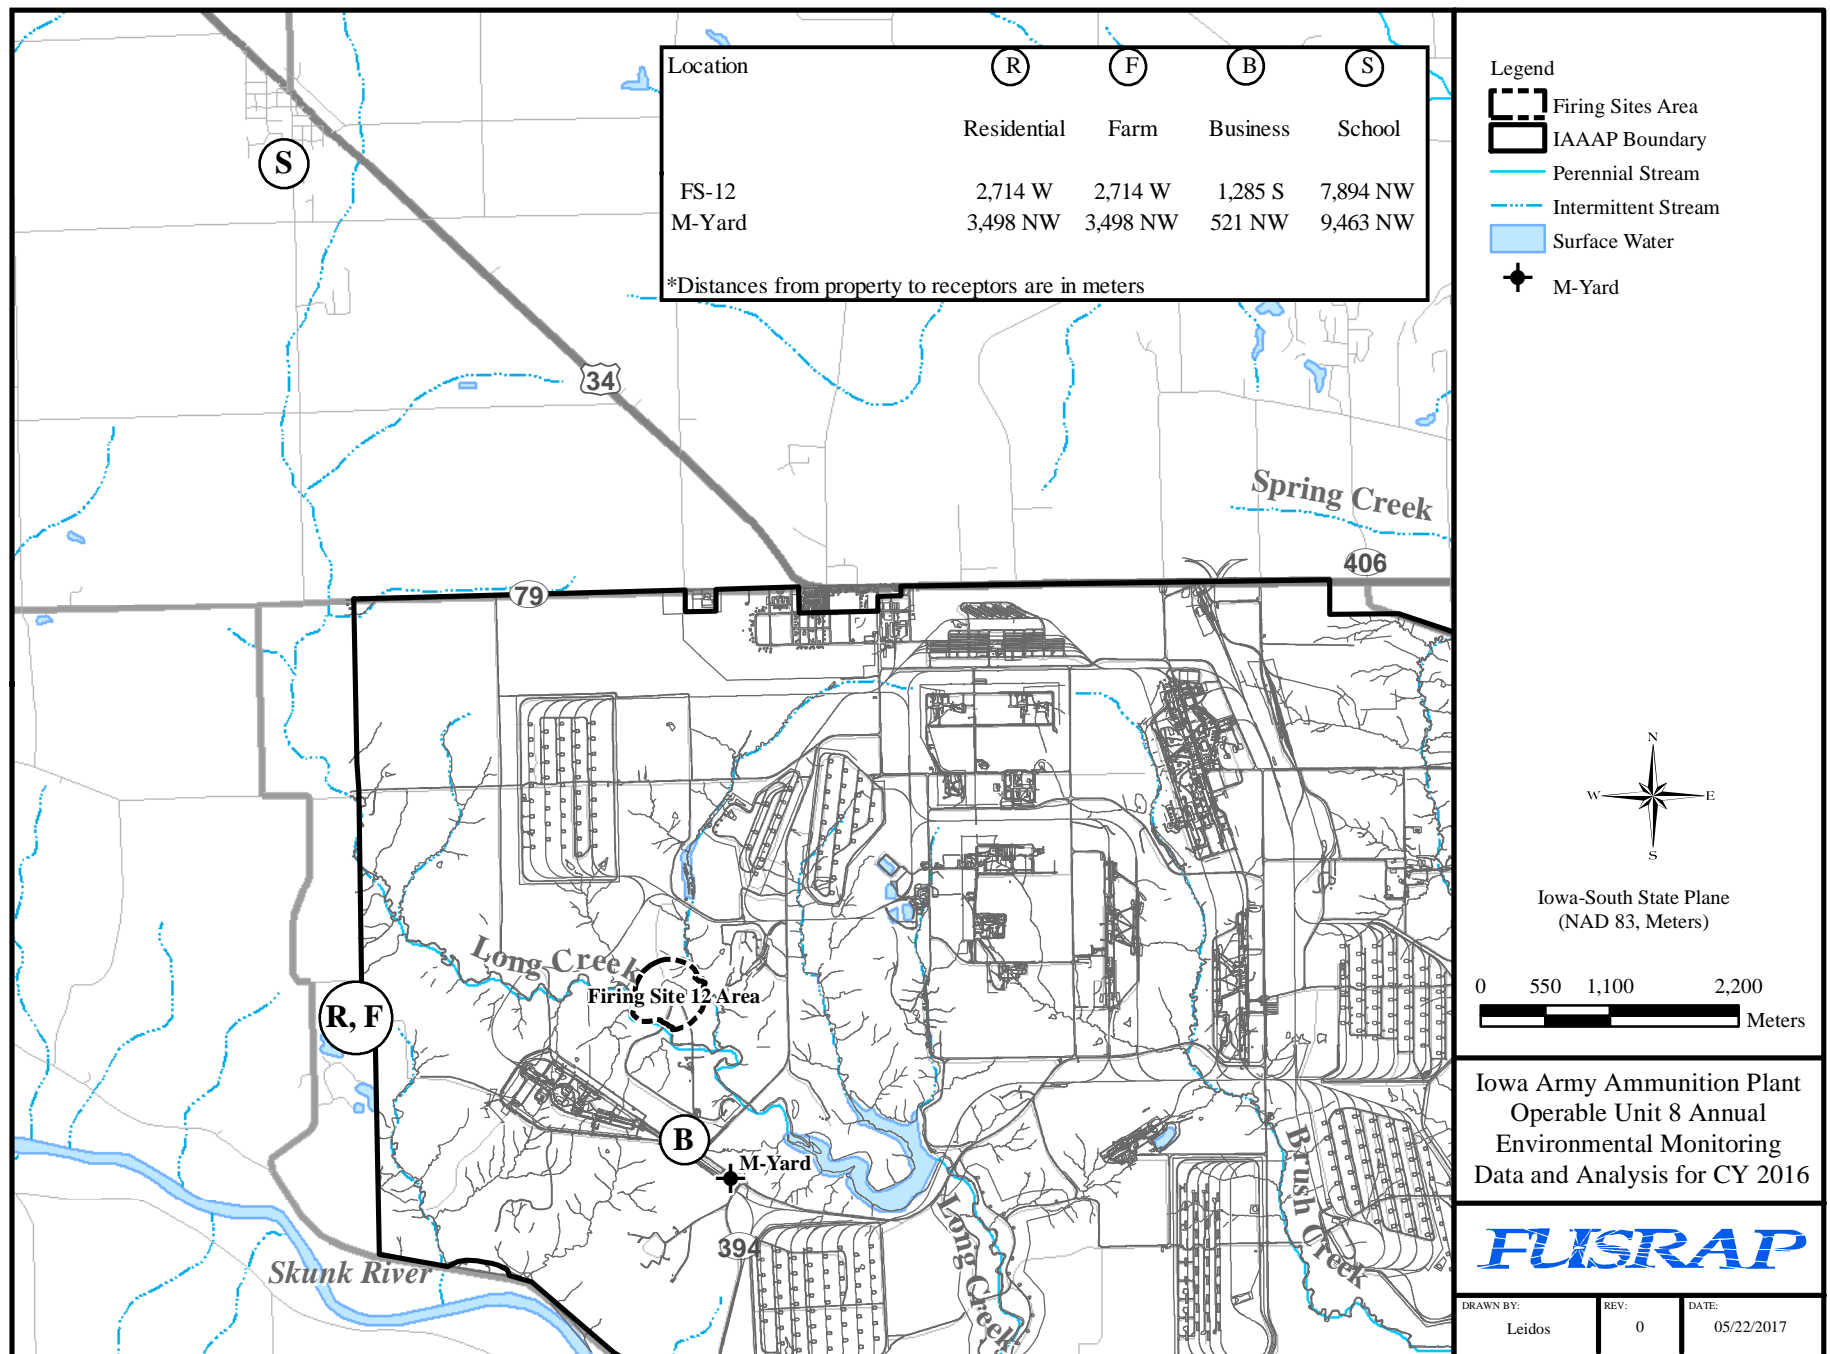 Location R F B S
Residential Farm Business School
FS-12 2,714 W 2,714 W 1,285 S 7,894 NW
M-Yard 3,498 NW 3,498 NW 521 NW 9,463 NW
*Distances from property to receptors are in meters
S
34
Spring Creek
406
79
Long Creek
Firing Site 12 Area
R, F
B
M-Yard
394
Skunk River
Long Creek
Brush Creek
Legend
Firing Sites Area
IAAAP Boundary
Perennial Stream
Intermittent Stream
Surface Water
M-Yard
N
W E
S
Iowa-South State Plane
(NAD 83, Meters)
0 550 1,100 2,200
Meters
Iowa Army Ammunition Plant
Operable Unit 8 Annual
Environmental Monitoring
Data and Analysis for CY 2016
FUSRAP
DRAWN BY: REV: DATE:
Leidos 0 05/22/2017